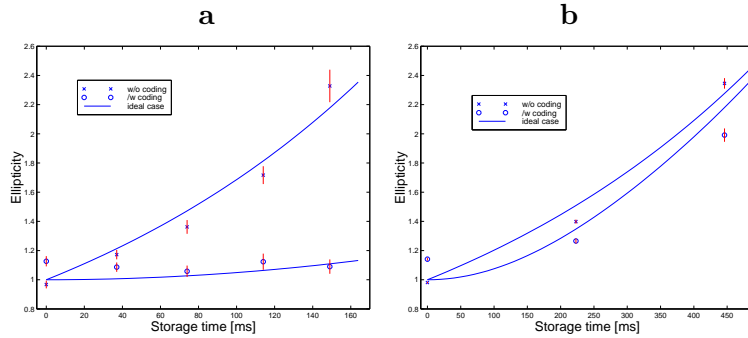 a
b
Ellipticity
2.6
2.4
2.2
2
1.8
1.6
1.4
1.2
1
0.8
w/o coding
/w coding
ideal case
0 20 40 60 80 100 120 140 160
Storage time [ms]
Ellipticity
2.6
2.4
2.2
2
1.8
1.6
1.4
1.2
1
0.8
w/o coding
/w coding
ideal case
0 50 100 150 200 250 300 350 400 450
Storage time [ms]